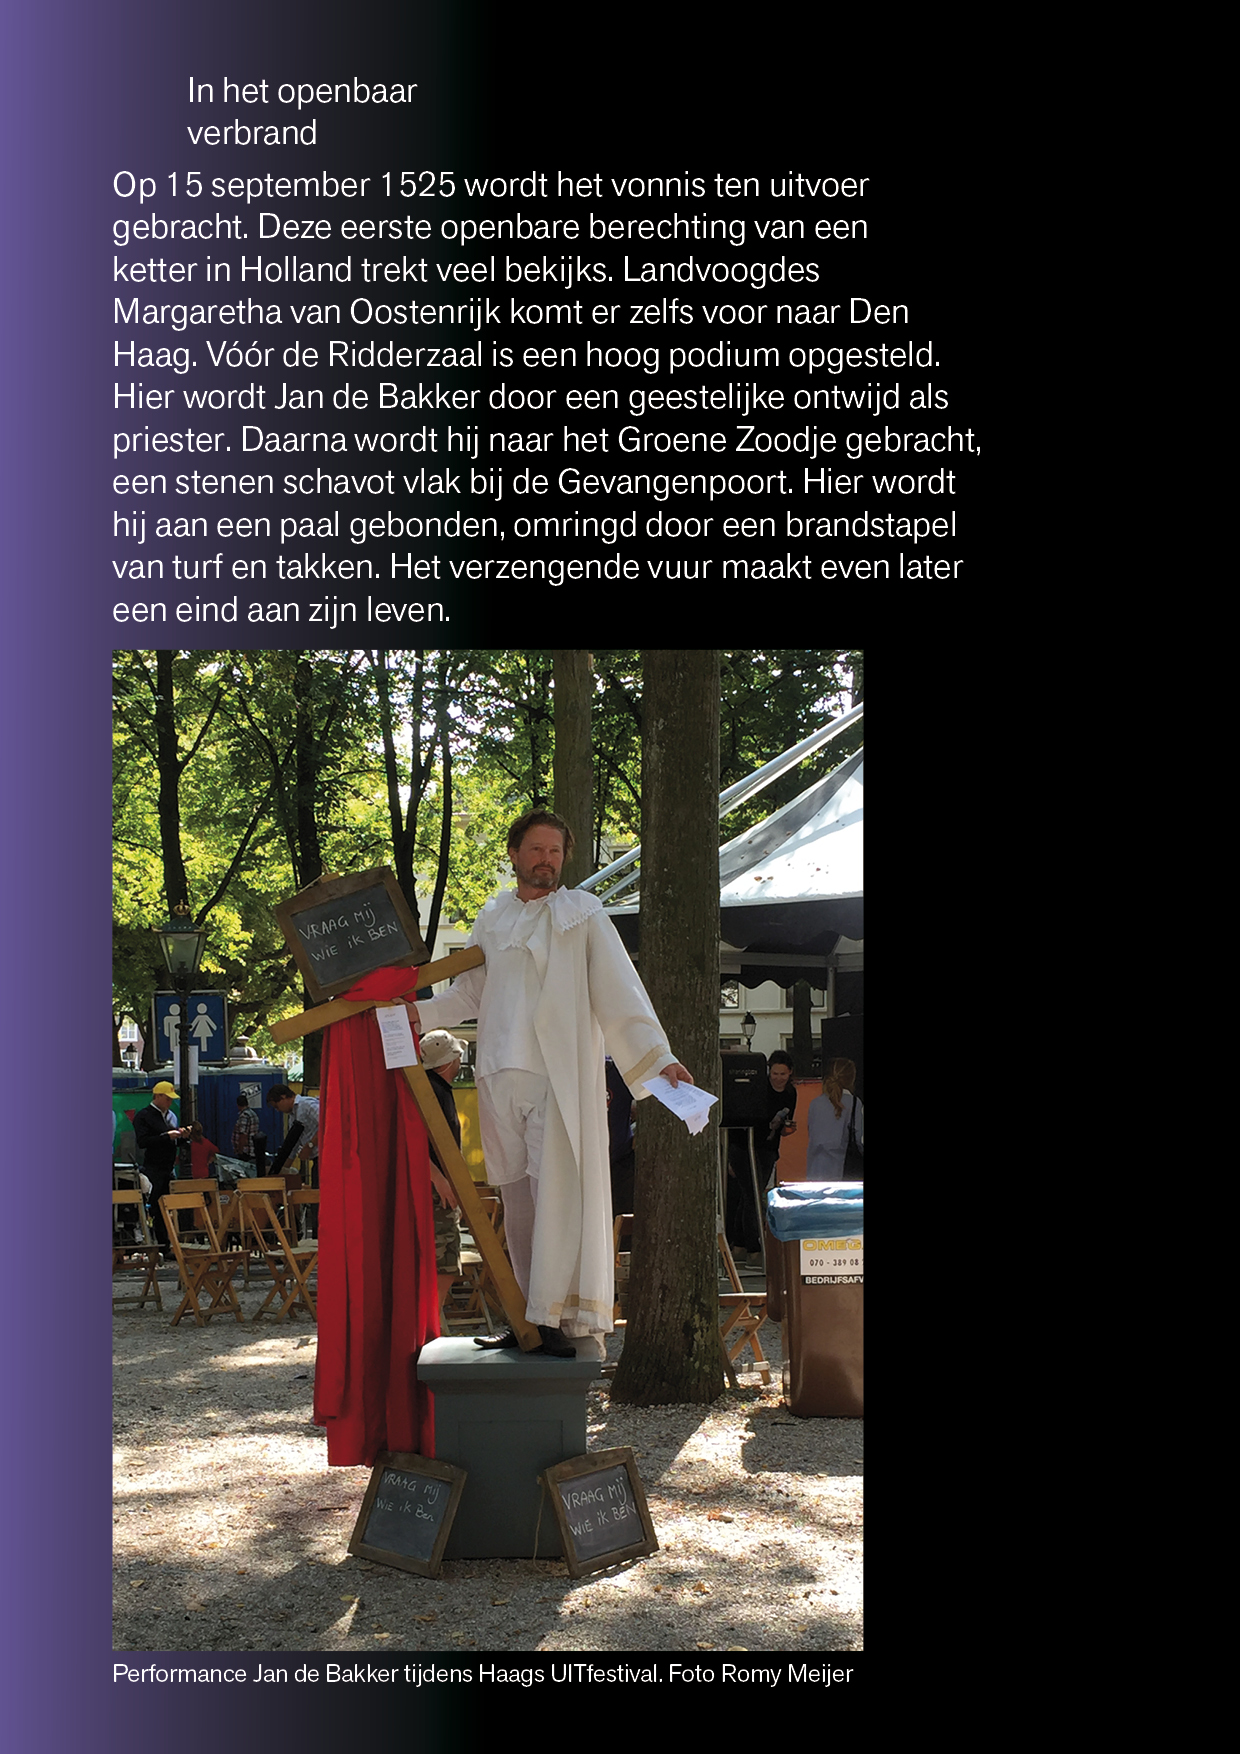 In het openbaar
verbrand
Op 15 september 1525 wordt het vonnis ten uitvoer
gebracht. Deze eerste openbare berechting van een
ketter in Holland trekt veel bekijks. Landvoogdes
Margaretha van Oostenrijk komt er zelfs voor naar Den
Haag. Vóór de Ridderzaal is een hoog podium opgesteld.
Hier wordt Jan de Bakker door een geestelijke ontwijd als
priester. Daarna wordt hij naar het Groene Zoodje gebracht,
een stenen schavot vlak bij de Gevangenpoort. Hier wordt
hij aan een paal gebonden, omringd door een brandstapel
van turf en takken. Het verzengende vuur maakt even later
een eind aan zijn leven.
VRAAG MIJ
WIE IK BEN
OMEG
070 - 389 08
BEDRIJFSAF
VRAAG MIJ
WIE IK BEN
VRAAG MIJ
WIE IK BEN
Performance Jan de Bakker tijdens Haags UITfestival. Foto Romy Meijer